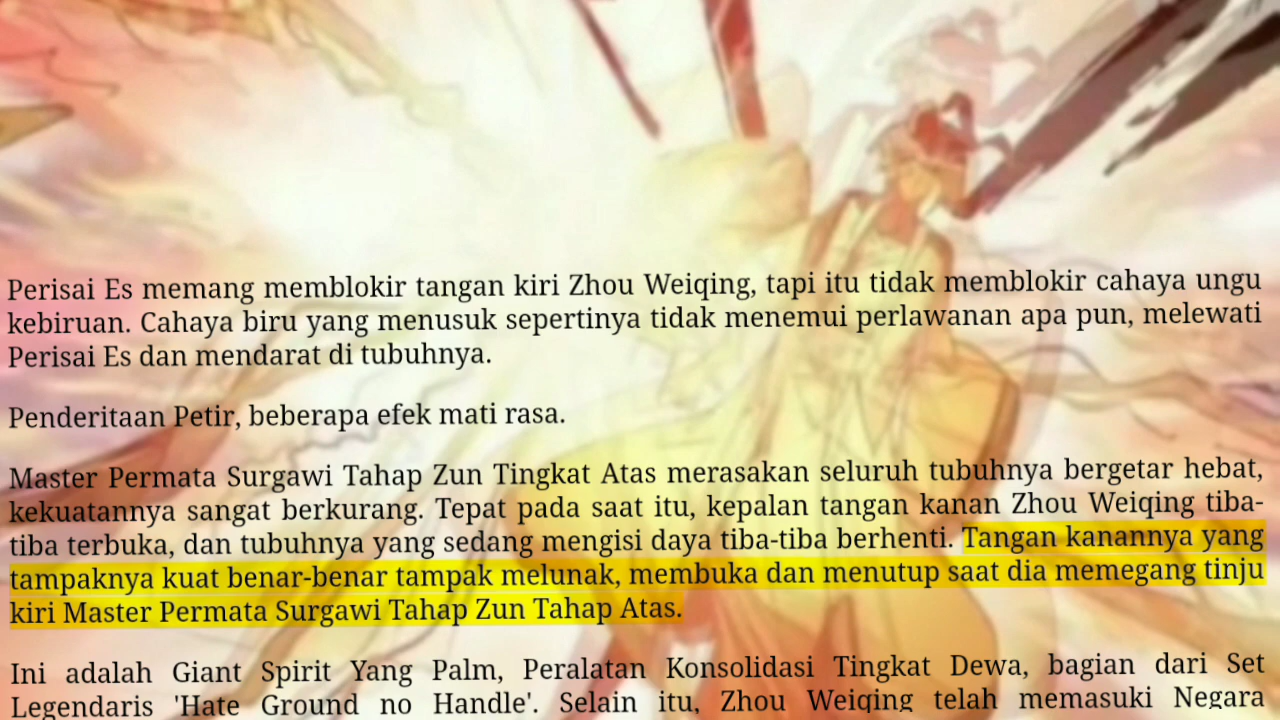 Perisai Es memang memblokir tangan kiri Zhou Weiqing, tapi itu tidak memblokir cahaya ungu
kebiruan. Cahaya biru yang menusuk sepertinya tidak menemui perlawanan apa pun, melewati
Perisai Es dan mendarat di tubuhnya.
Penderitaan Petir, beberapa efek mati rasa.
Master Permata Surgawi Tahap Zun Tingkat Atas merasakan seluruh tubuhnya bergetar hebat,
kekuatannya sangat berkurang. Tepat pada saat itu, kepalan tangan kanan Zhou Weiqing tiba-
tiba terbuka, dan tubuhnya yang sedang mengisi daya tiba-tiba berhenti. Tangan kanannya yang
tampaknya kuat benar-benar tampak melunak, membuka dan menutup saat dia memegang tinju
kiri Master Permata Surgawi Tahap Zun Tahap Atas.
Ini adalah Giant Spirit Yang Palm, Peralatan Konsolidasi Tingkat Dewa, bagian dari Set
Legendaris 'Hate Ground no Handle'. Selain itu, Zhou Weiqing telah memasuki Negara